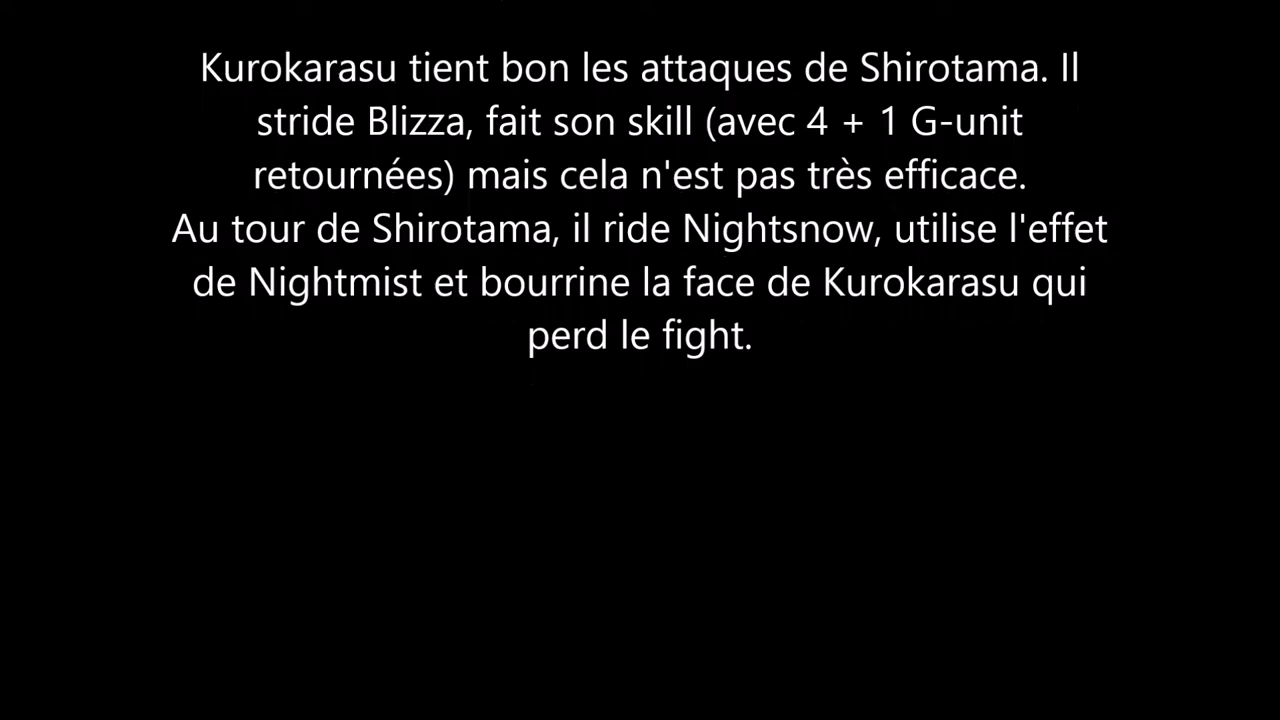 Kurokarasu tient bon les attaques de Shirotama. Il
stride Blizza, fait son skill (avec 4 + 1 G-unit
retournées) mais cela n'est pas très efficace.
Au tour de Shirotama, il ride Nightsnow, utilise l'effet
de Nightmist et bourrine la face de Kurokarasu qui
perd le fight.